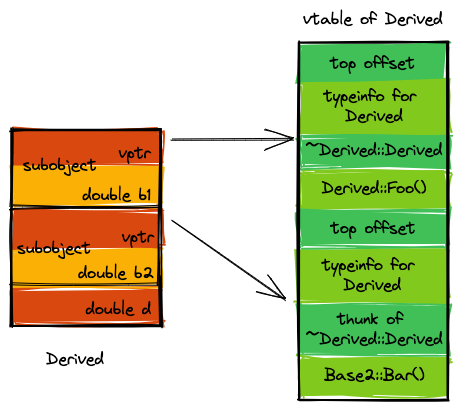 vtable of Derived
top offset
typeinfo for
Derived
~Derived::Derived
Derived::Foo()
top offset
typeinfo for
Derived
thunk of
~Derived::Derived
Base2::Bar()
subobject
vptr
double b1
subobject
vptr
double b2
double d
Derived